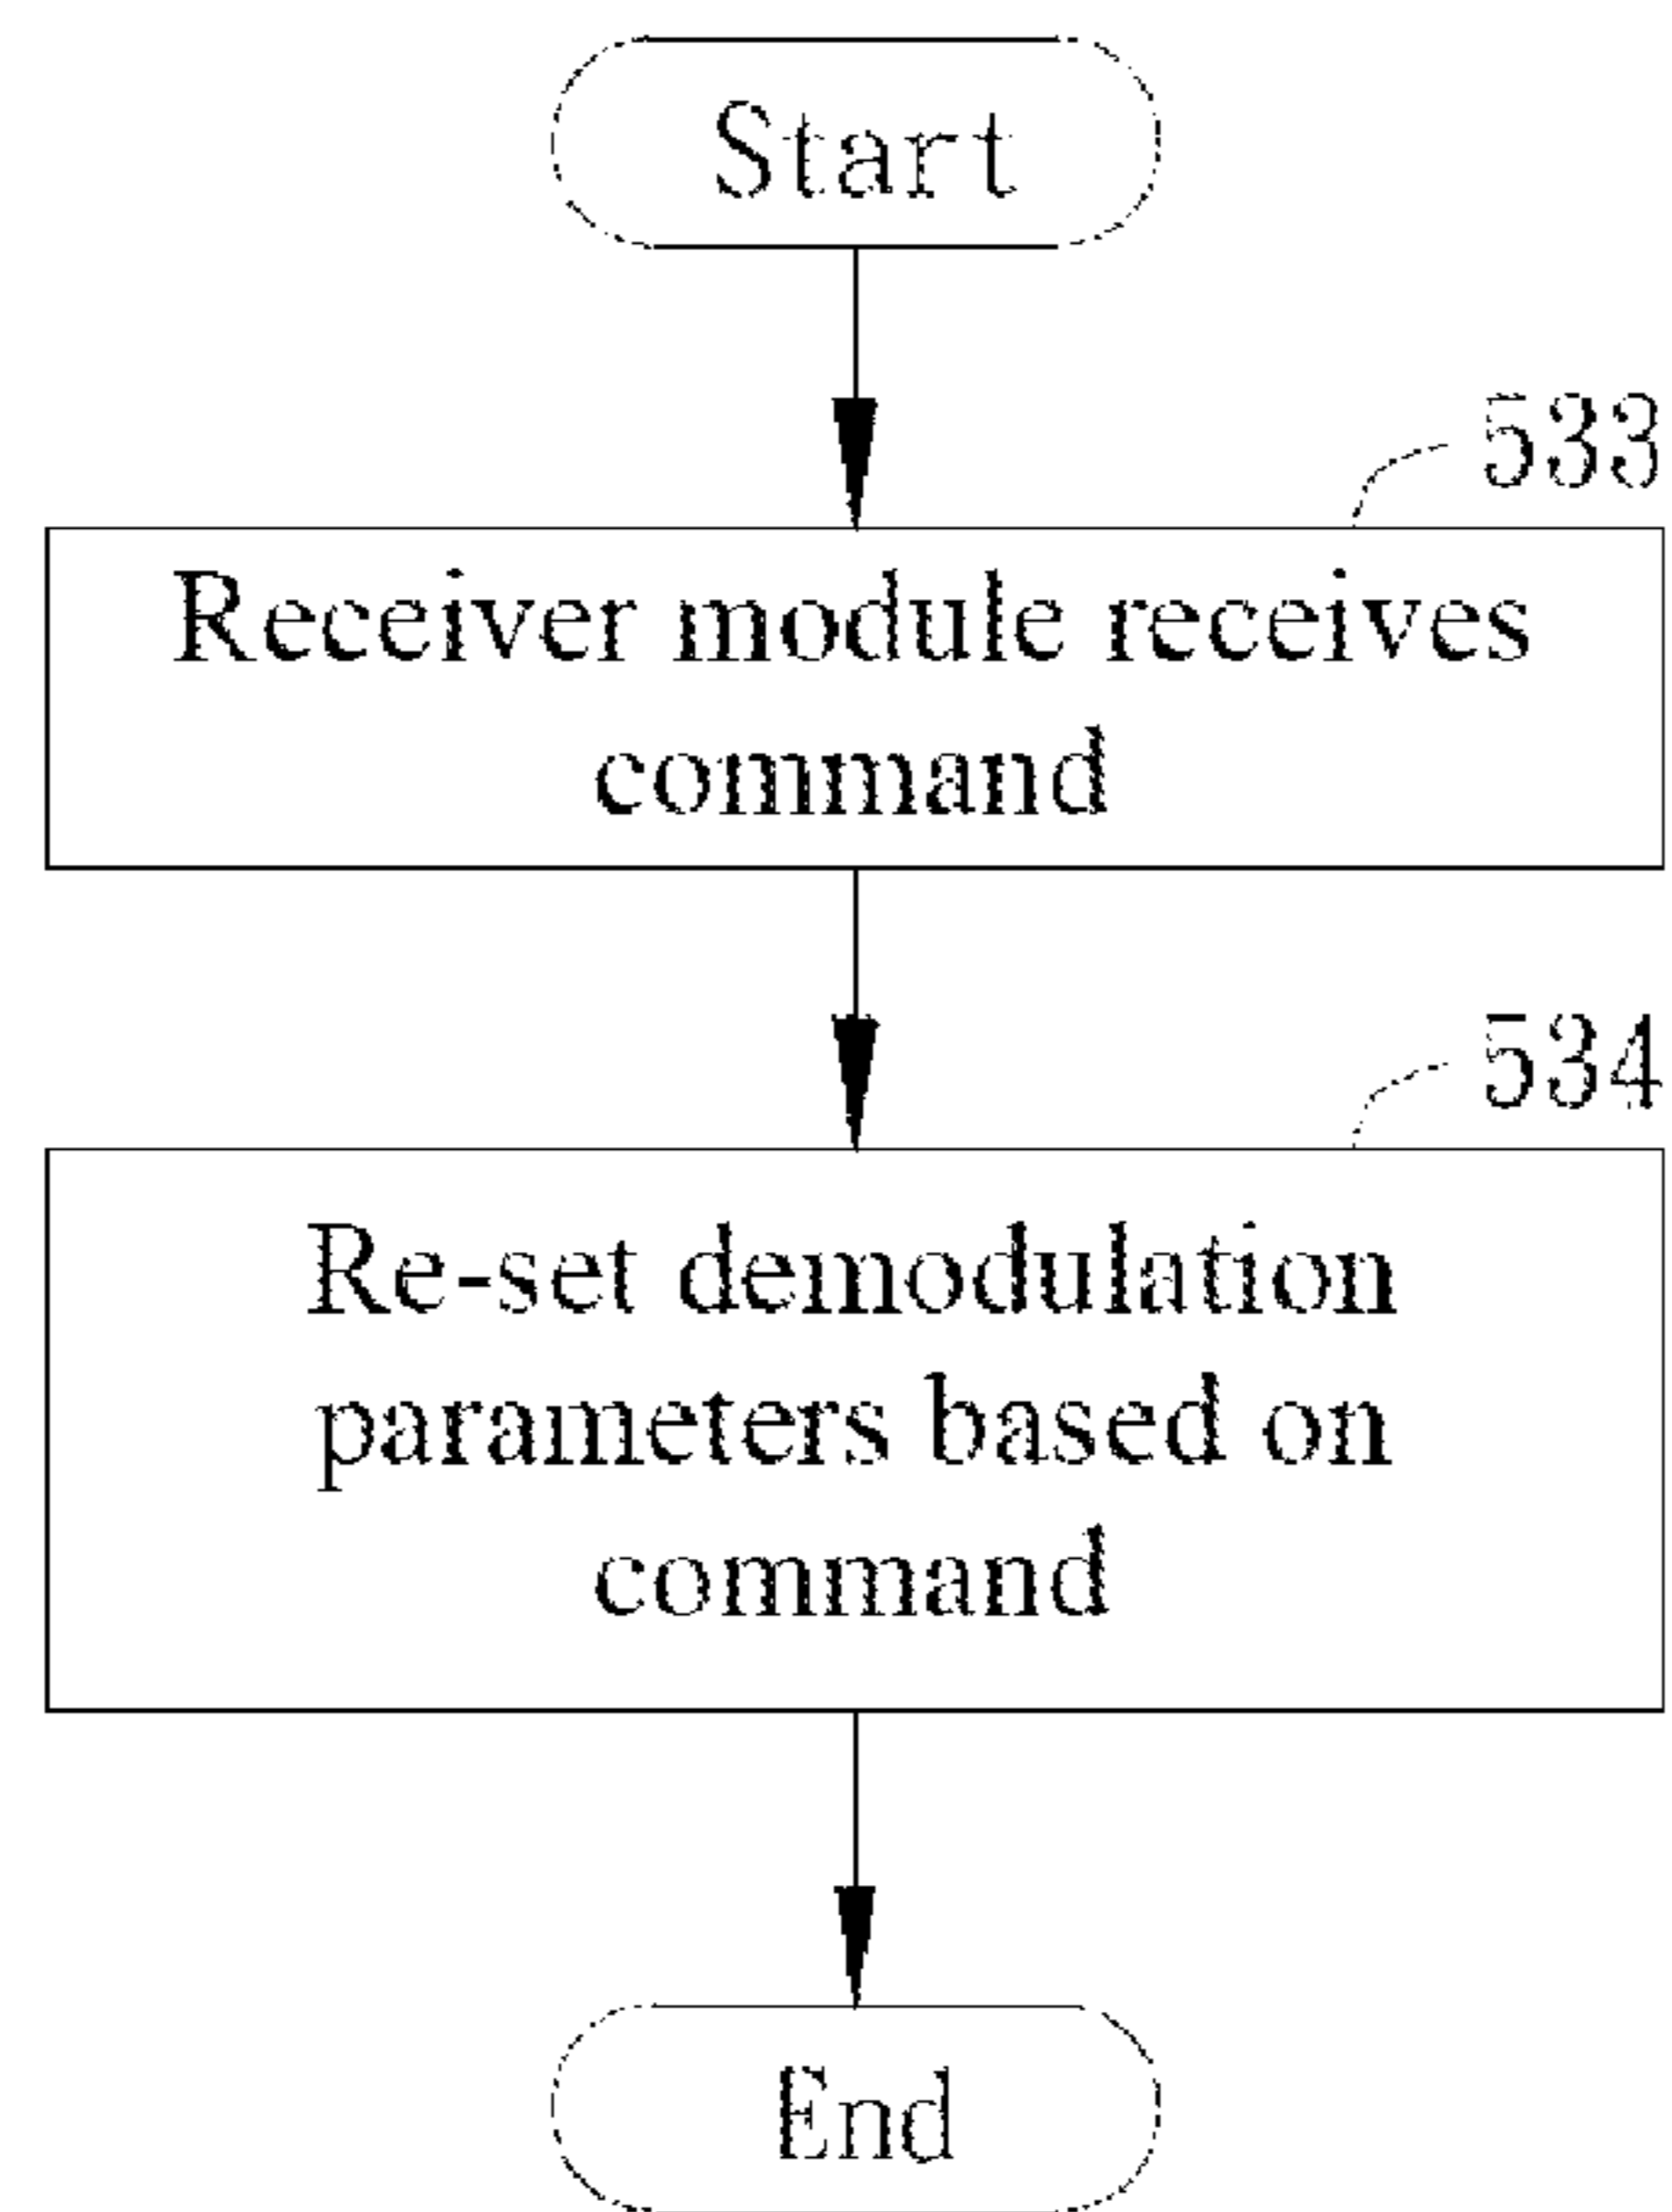 Start
533
Receiver module receives
command
534
Re-set demodulation
parameters based on
command
End